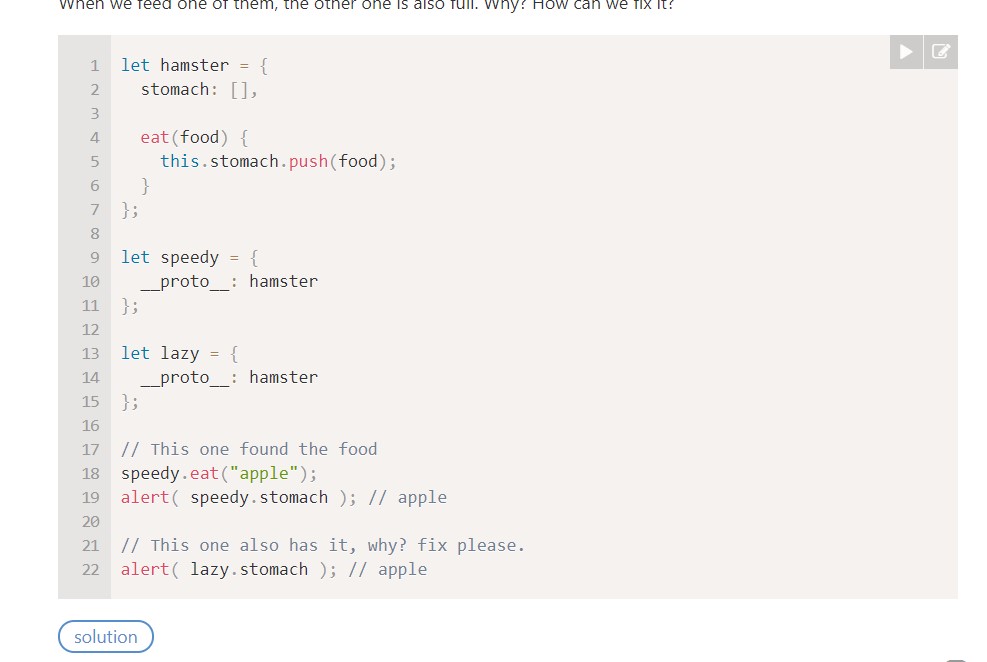 When we feed one of them, the other one is also full. Why? How can we fix it?
1 let hamster = {
2   stomach: [],
3
4   eat(food) {
5     this.stomach.push(food);
6   }
7 };
8
9 let speedy = {
10   __proto__: hamster
11 };
12
13 let lazy = {
14   __proto__: hamster
15 };
16
17 // This one found the food
18 speedy.eat("apple");
19 alert( speedy.stomach ); // apple
20
21 // This one also has it, why? fix please.
22 alert( lazy.stomach ); // apple
solution